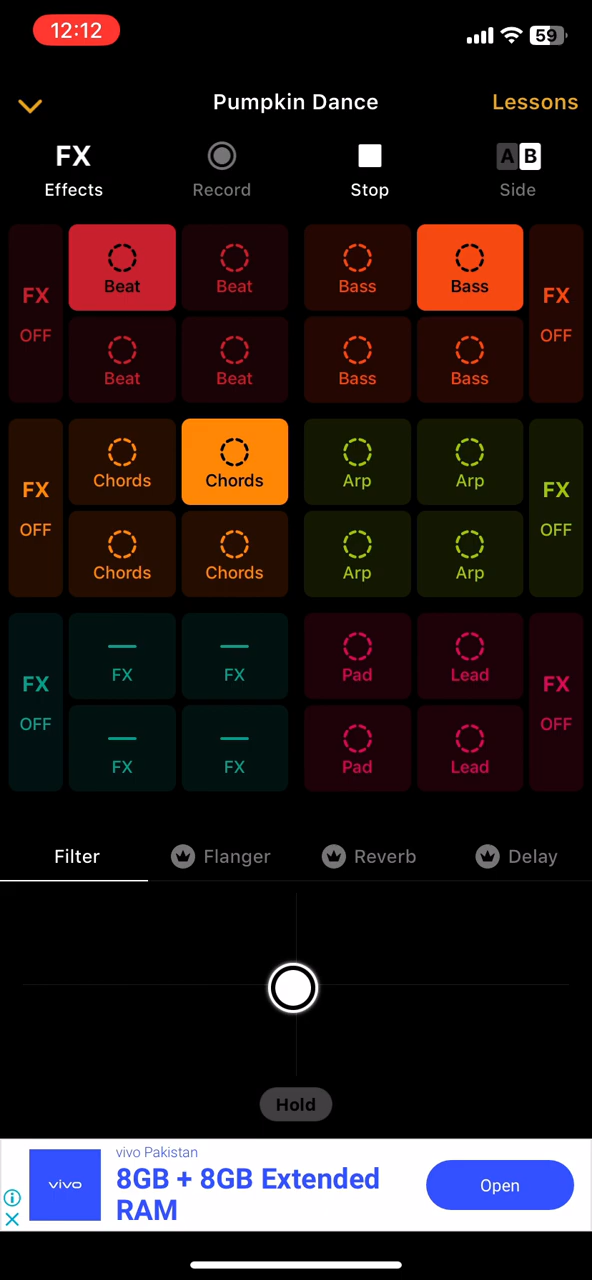 12:12
59
Pumpkin Dance
Lessons
FX
Effects
Record
Stop
A B
Side
FX
OFF
Beat
Beat
Bass
Bass
FX
OFF
Beat
Beat
Bass
Bass
FX
OFF
Chords
Chords
Arp
Arp
FX
OFF
Chords
Chords
Arp
Arp
FX
OFF
FX
FX
Pad
Lead
FX
OFF
FX
FX
Pad
Lead
Filter
Flanger
Reverb
Delay
Hold
vivo
vivo Pakistan
8GB + 8GB Extended
RAM
Open